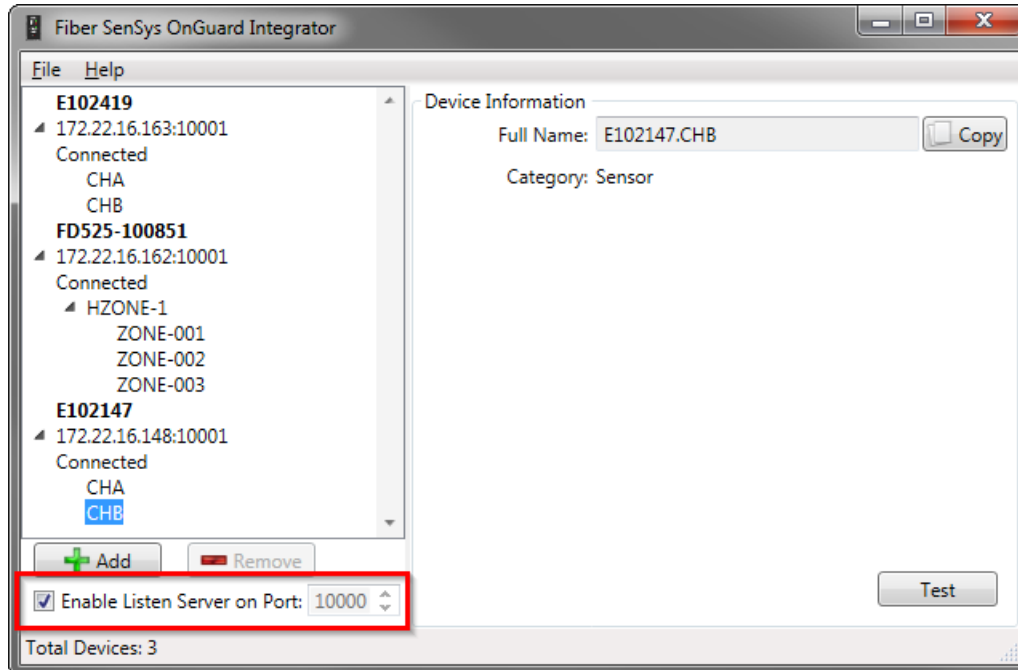 Fiber SenSys OnGuard Integrator
File Help
E102419
172.22.16.163:10001
Connected
CHA
CHB
FD525-100851
172.22.16.162:10001
Connected
HZONE-1
ZONE-001
ZONE-002
ZONE-003
E102147
172.22.16.148:10001
Connected
CHA
CHB
Add Remove
Enable Listen Server on Port: 10000
Total Devices: 3
Device Information
Full Name: E102147.CHB Copy
Category: Sensor
Test